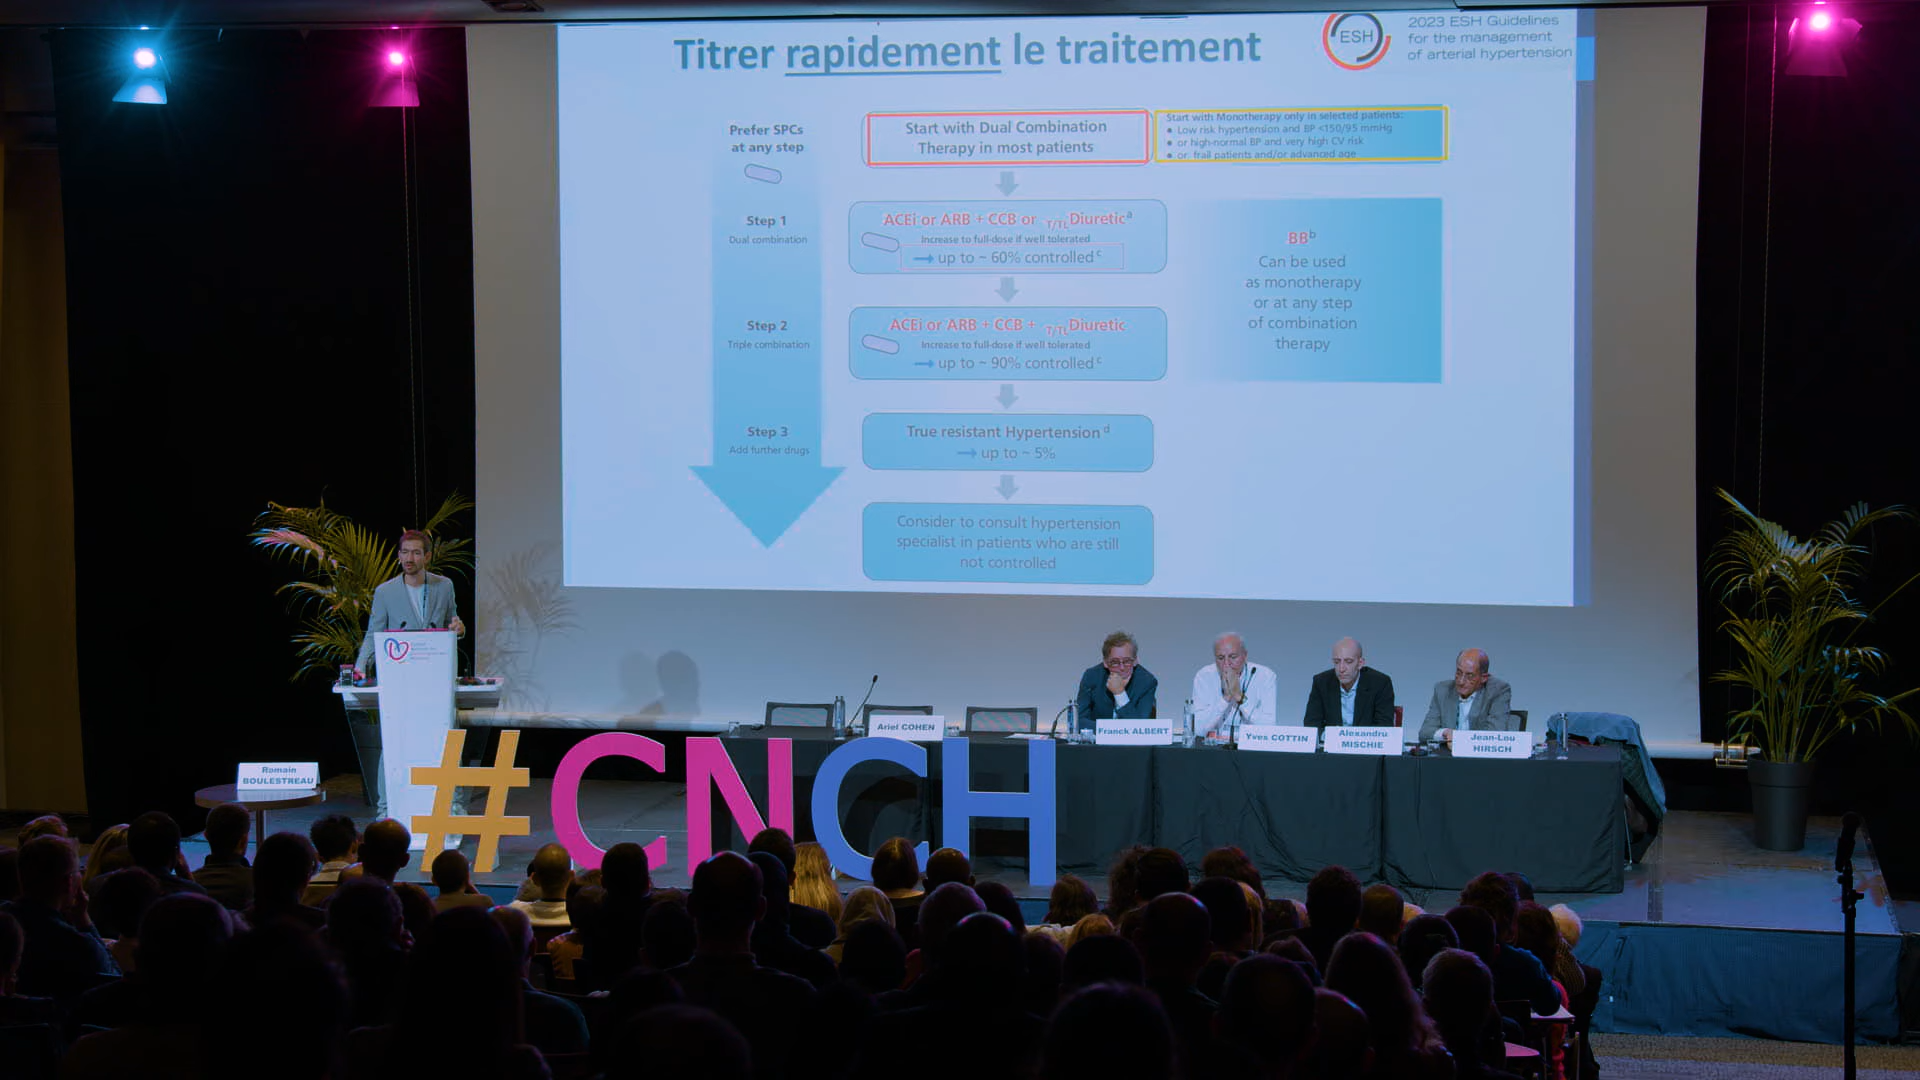 Titrer rapidement le traitement
ESH
2023 ESH Guidelines
for the management
of arterial hypertension
Prefer SPCs
at any step
Start with Dual Combination
Therapy in most patients
Start with Monotherapy only in selected patients:
• Low risk hypertension and BP <150/95 mmHg
• or high-normal BP and very high CV risk
• or frail patients and/or advanced age
Step 1
Dual combination
ACEi or ARB + CCB or T/TL Diuretic a
Increase to full-dose if well tolerated
→ up to ~ 60% controlled c
BB b
Can be used
as monotherapy
or at any step
of combination
therapy
Step 2
Triple combination
ACEi or ARB + CCB + T/TL Diuretic
Increase to full-dose if well tolerated
→ up to ~ 90% controlled c
Step 3
Add further drugs
True resistant Hypertension d
→ up to ~ 5%
Consider to consult hypertension
specialist in patients who are still
not controlled
Ariel COHEN
Franck ALBERT
Yves COTTIN
Alexandru
MISCHIE
Jean-Lou
HIRSCH
Romain
BOULESTREAU
#CNCH